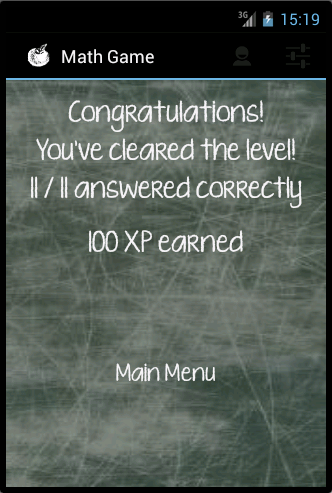 3G 15:19
Math Game
Congratulations!
You've cleared the level!
11 / 11 answered correctly
100 XP earned
Main Menu